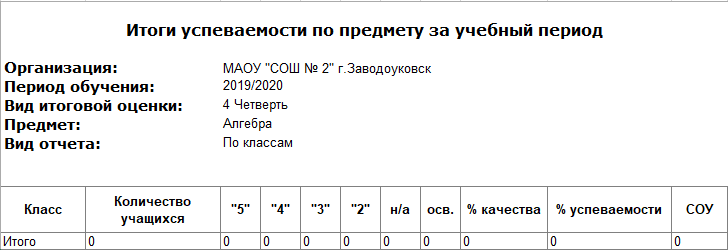 Итоги успеваемости по предмету за учебный период
Организация: МАОУ "СОШ № 2" г.Заводоуковск
Период обучения: 2019/2020
Вид итоговой оценки: 4 Четверть
Предмет: Алгебра
Вид отчета: По классам
Класс Количество учащихся "5" "4" "3" "2" н/а осв. % качества % успеваемости СОУ
Итого 0 0 0 0 0 0 0 0 0 0